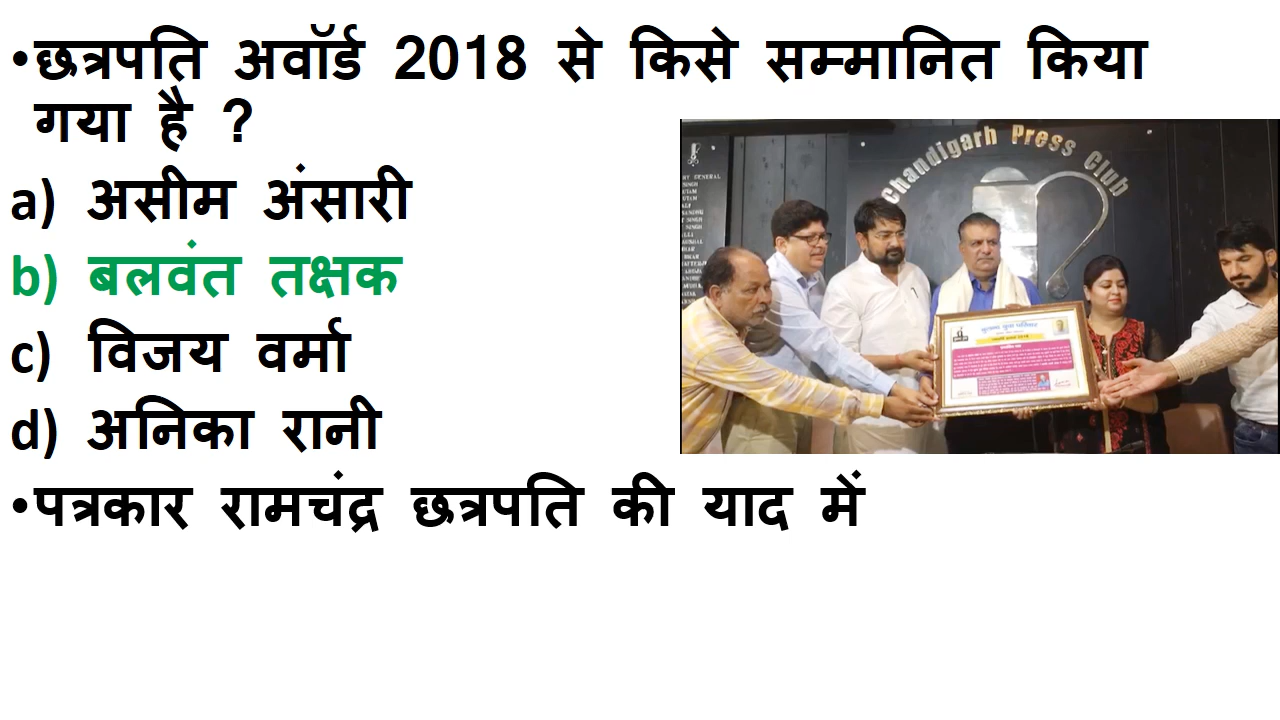 •छत्रपति अवॉर्ड 2018 से किसे सम्मानित किया
गया है ?
a) असीम अंसारी
b) बलवंत तक्षक
c) विजय वर्मा
d) अनिका रानी
•पत्रकार रामचंद्र छत्रपति की याद में
Chandigarh Press Club